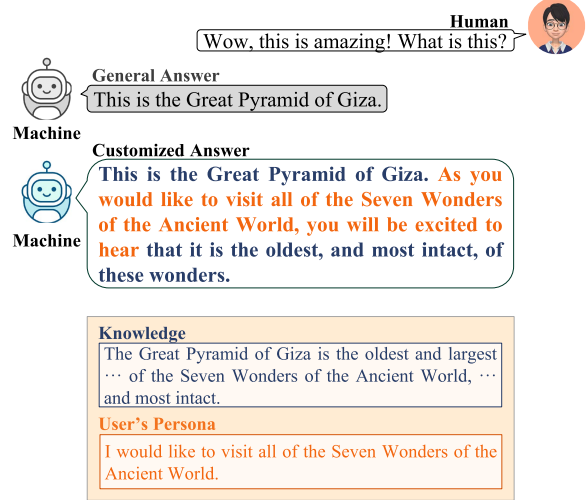 Human
Wow, this is amazing! What is this?
General Answer
This is the Great Pyramid of Giza.
Machine
Customized Answer
This is the Great Pyramid of Giza. As you
would like to visit all of the Seven Wonders
of the Ancient World, you will be excited to
hear that it is the oldest, and most intact, of
these wonders.
Machine
Knowledge
The Great Pyramid of Giza is the oldest and largest
··· of the Seven Wonders of the Ancient World, ···
and most intact.
User's Persona
I would like to visit all of the Seven Wonders of the
Ancient World.